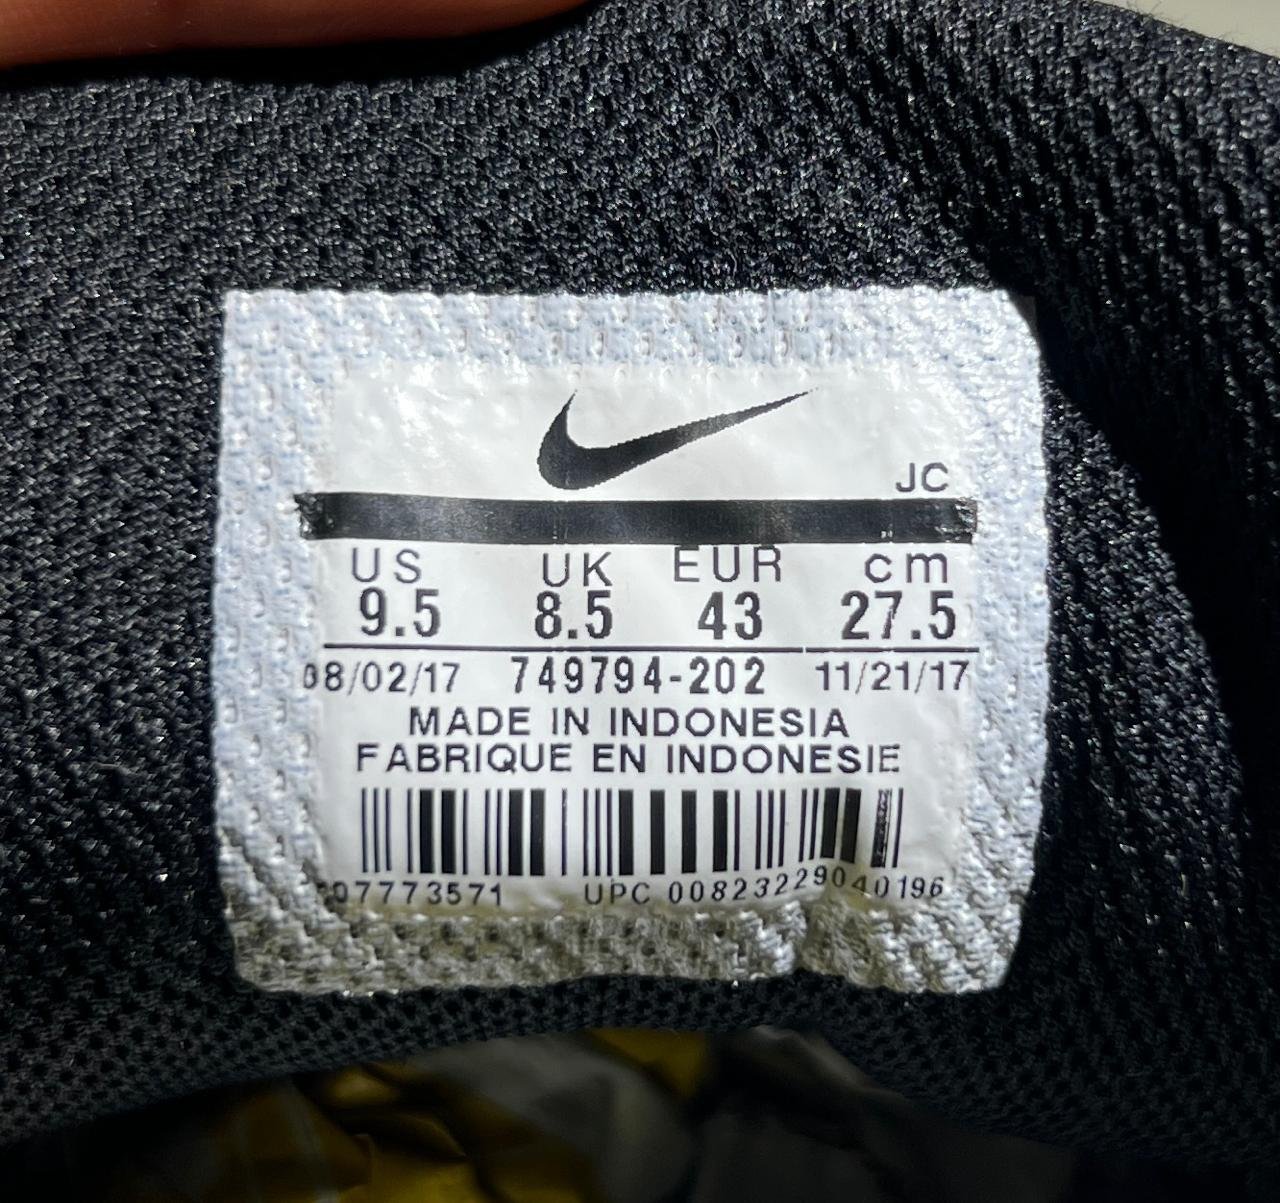 JC
US UK EUR cm
9.5 8.5 43 27.5
08/02/17 749794-202 11/21/17
MADE IN INDONESIA
FABRIQUE EN INDONESIE
UPC 00823229040196